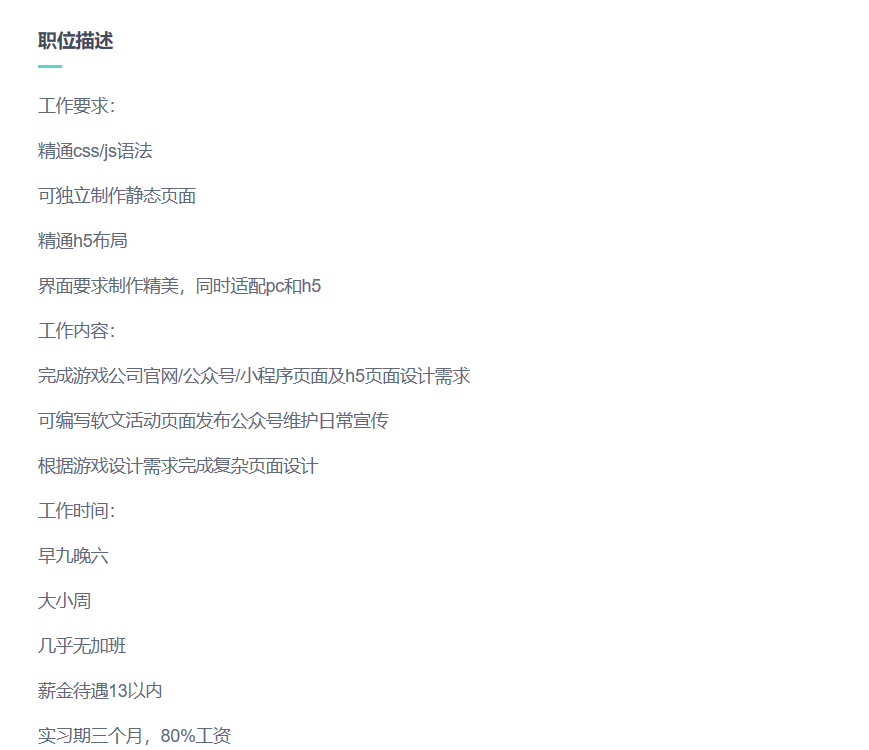 职位描述
工作要求：
精通css/js语法
可独立制作静态页面
精通h5布局
界面要求制作精美，同时适配pc和h5
工作内容：
完成游戏公司官网/公众号/小程序页面及h5页面设计需求
可编写软文活动页面发布公众号维护日常宣传
根据游戏设计需求完成复杂页面设计
工作时间：
早九晚六
大小周
几乎无加班
薪金待遇13以内
实习期三个月，80%工资